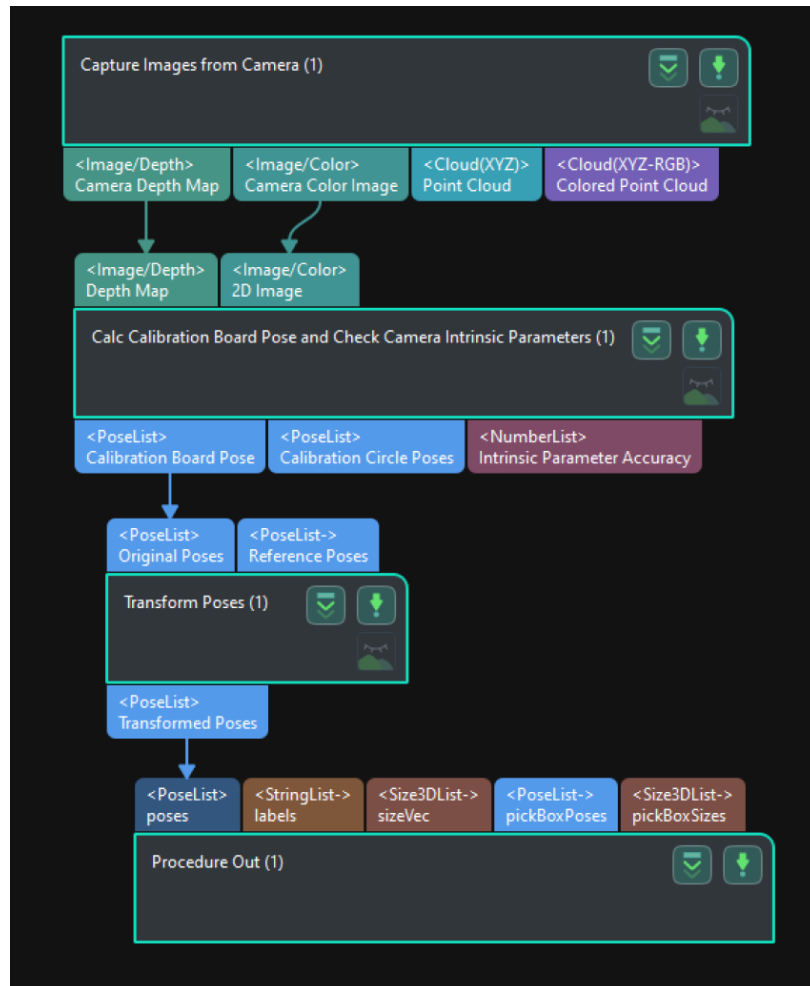 Capture Images from Camera (1)
<Image/Depth>
Camera Depth Map
<Image/Color>
Camera Color Image
<Cloud(XYZ)>
Point Cloud
<Cloud(XYZ-RGB)>
Colored Point Cloud
<Image/Depth>
Depth Map
<Image/Color>
2D Image
Calc Calibration Board Pose and Check Camera Intrinsic Parameters (1)
<PoseList>
Calibration Board Pose
<PoseList>
Calibration Circle Poses
<NumberList>
Intrinsic Parameter Accuracy
<PoseList>
Original Poses
<PoseList->
Reference Poses
Transform Poses (1)
<PoseList>
Transformed Poses
<PoseList>
poses
<StringList->
labels
<Size3DList->
sizeVec
<PoseList->
pickBoxPoses
<Size3DList->
pickBoxSizes
Procedure Out (1)